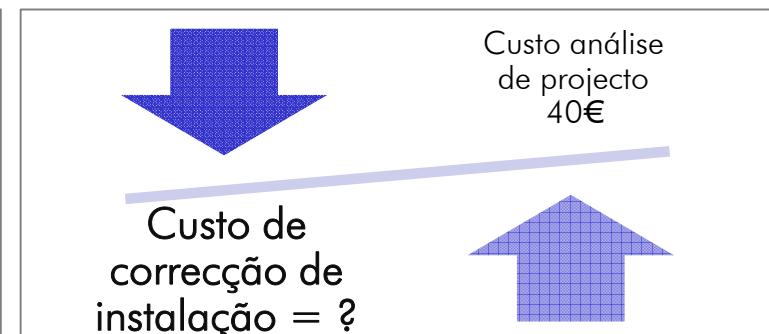 Custo análise
de projecto
40€
Custo de
correcção de
instalação = ?